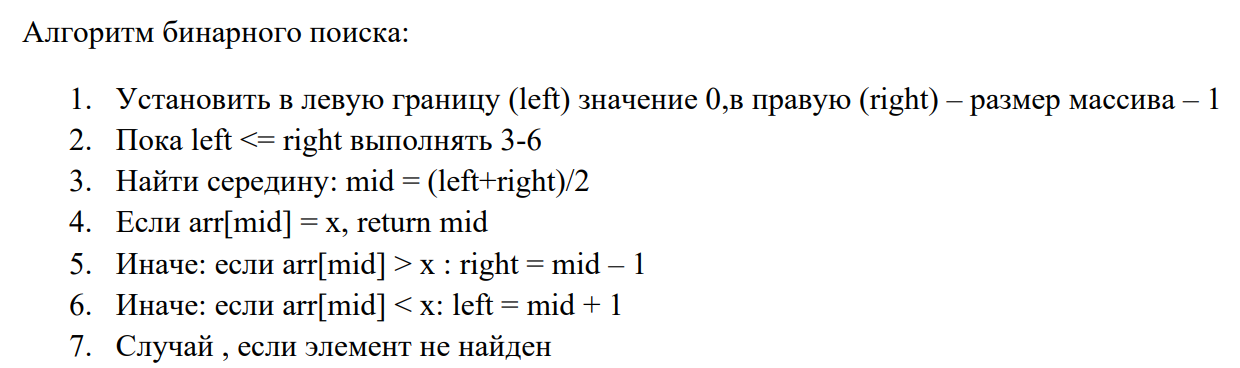 Алгоритм бинарного поиска:
1. Установить в левую границу (left) значение 0,в правую (right) – размер массива – 1
2. Пока left <= right выполнять 3-6
3. Найти середину: mid = (left+right)/2
4. Если arr[mid] = x, return mid
5. Иначе: если arr[mid] > x : right = mid – 1
6. Иначе: если arr[mid] < x: left = mid + 1
7. Случай , если элемент не найден